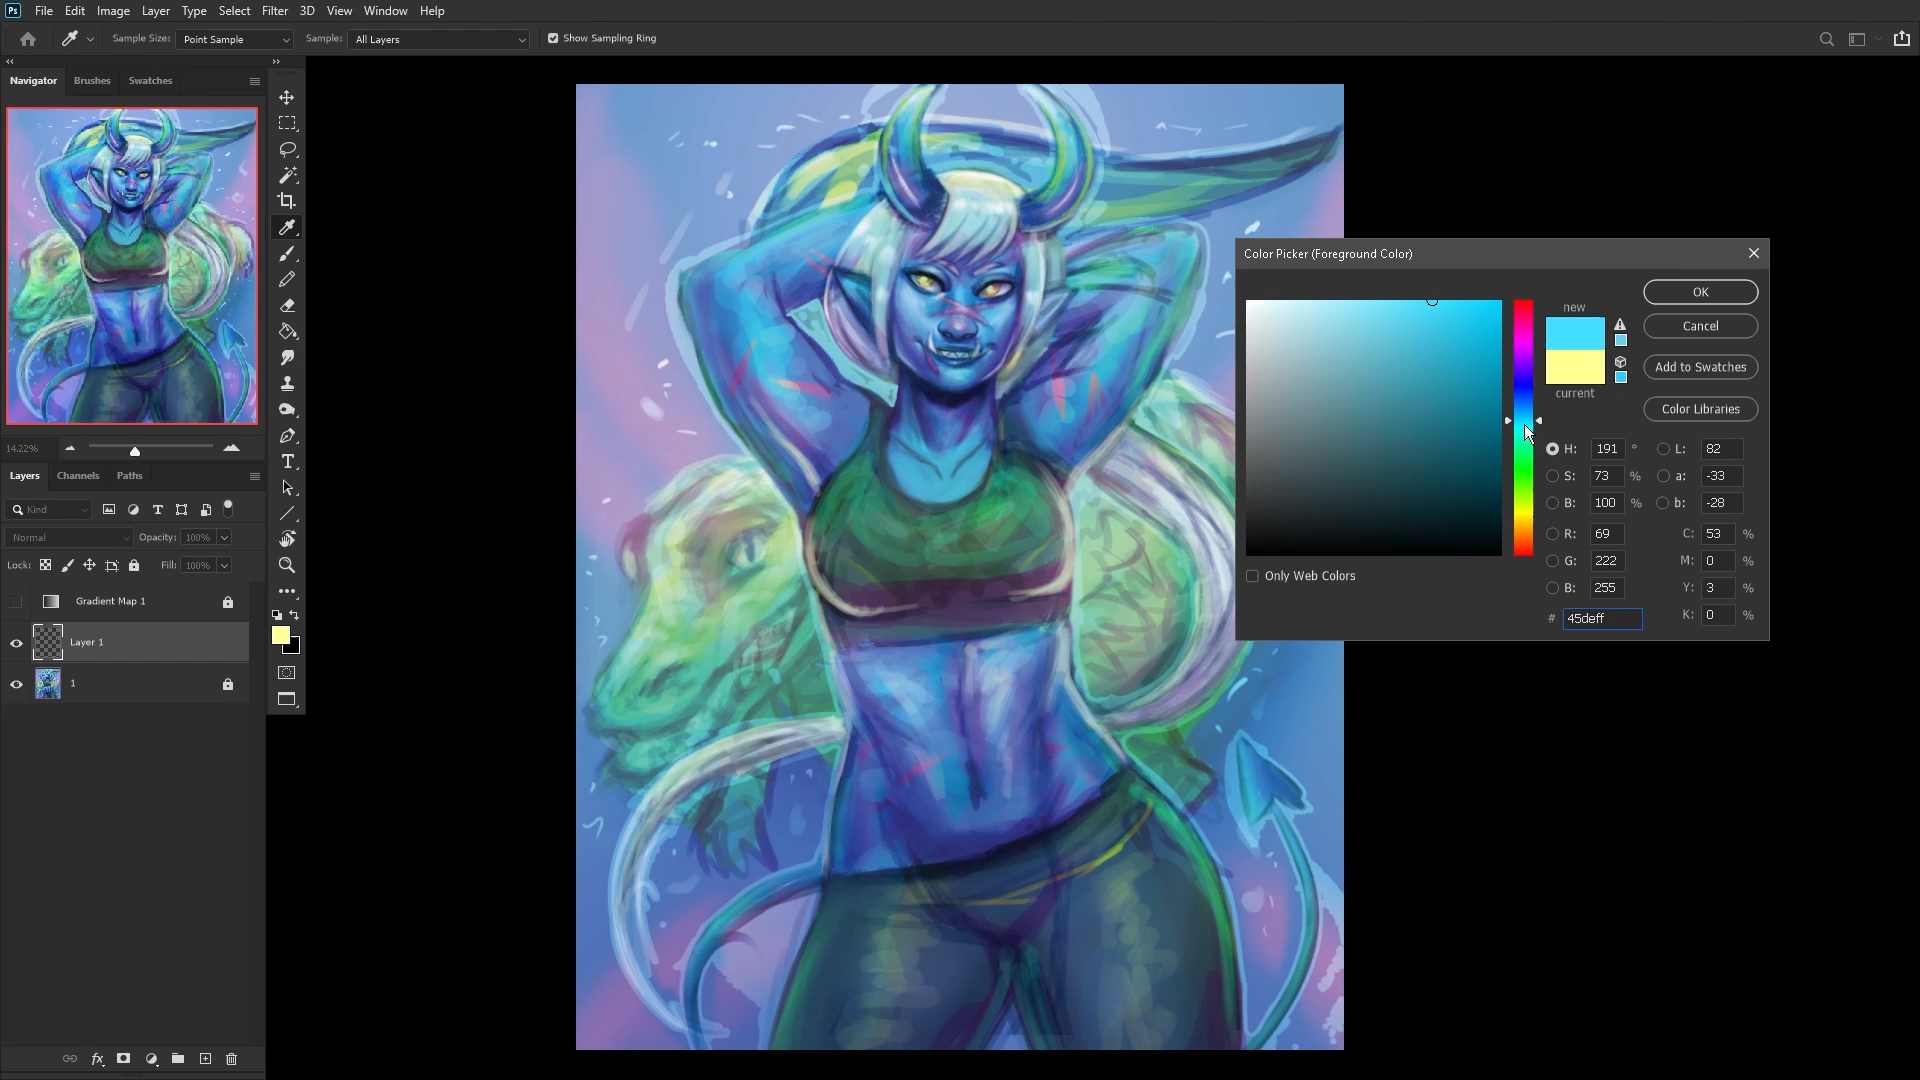 Ps File Edit Image Layer Type Select Filter 3D View Window Help
Sample Size: Point Sample Sample: All Layers Show Sampling Ring
Navigator Brushes Swatches
14.22%
Layers Channels Paths
Kind
Normal Opacity: 100%
Lock: Fill: 100%
Gradient Map 1
Layer 1
1
Color Picker (Foreground Color)
new
current
OK
Cancel
Add to Swatches
Color Libraries
H: 191 ° L: 82
S: 73 % a: -33
B: 100 % b: -28
R: 69 C: 53 %
G: 222 M: 0 %
B: 255 Y: 3 %
# 45deff K: 0 %
Only Web Colors